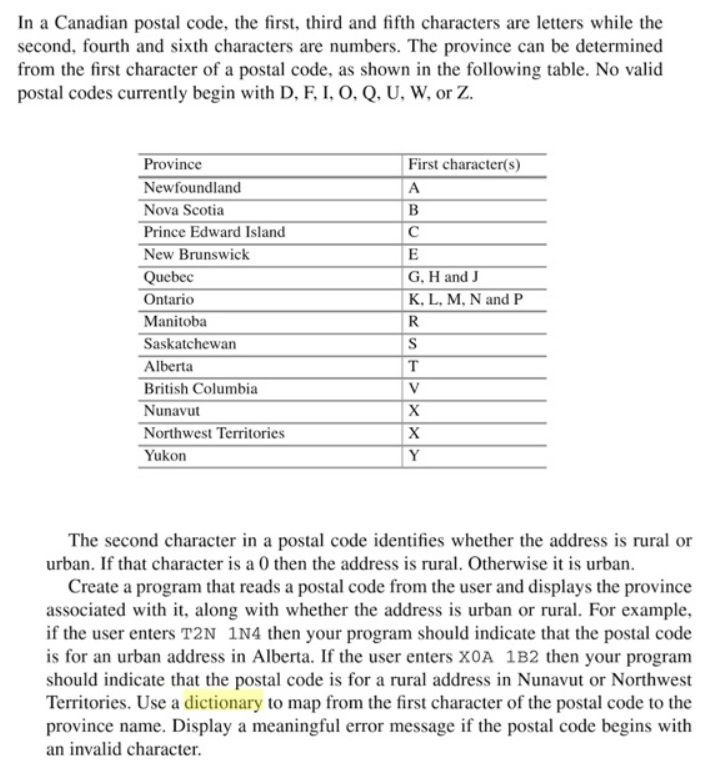 In a Canadian postal code, the first, third and fifth characters are letters while the
second, fourth and sixth characters are numbers. The province can be determined
from the first character of a postal code, as shown in the following table. No valid
postal codes currently begin with D, F, I, O, Q, U, W, or Z.
Province First character(s)
Newfoundland A
Nova Scotia B
Prince Edward Island C
New Brunswick E
Quebec G, H and J
Ontario K, L, M, N and P
Manitoba R
Saskatchewan S
Alberta T
British Columbia V
Nunavut X
Northwest Territories X
Yukon Y
The second character in a postal code identifies whether the address is rural or
urban. If that character is a 0 then the address is rural. Otherwise it is urban.
Create a program that reads a postal code from the user and displays the province
associated with it, along with whether the address is urban or rural. For example,
if the user enters T2N 1N4 then your program should indicate that the postal code
is for an urban address in Alberta. If the user enters X0A 1B2 then your program
should indicate that the postal code is for a rural address in Nunavut or Northwest
Territories. Use a dictionary to map from the first character of the postal code to the
province name. Display a meaningful error message if the postal code begins with
an invalid character.